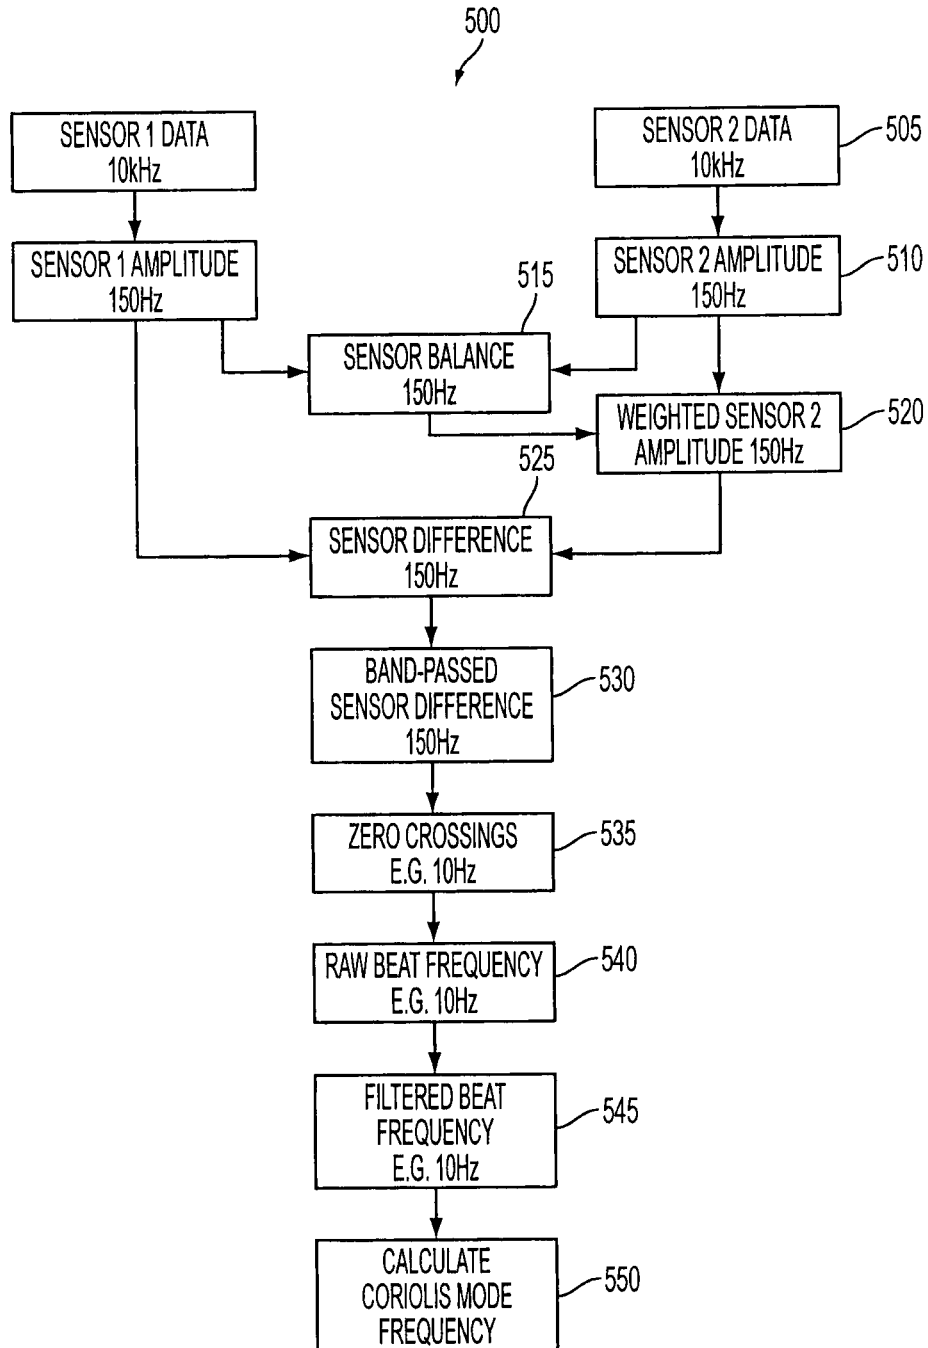 500
SENSOR 1 DATA
10kHz
SENSOR 2 DATA
10kHz
505
SENSOR 1 AMPLITUDE
150Hz
SENSOR 2 AMPLITUDE
150Hz
510
515
SENSOR BALANCE
150Hz
WEIGHTED SENSOR 2
AMPLITUDE 150Hz
520
525
SENSOR DIFFERENCE
150Hz
BAND-PASSED
SENSOR DIFFERENCE
150Hz
530
ZERO CROSSINGS
E.G. 10Hz
535
RAW BEAT FREQUENCY
E.G. 10Hz
540
FILTERED BEAT
FREQUENCY
E.G. 10Hz
545
CALCULATE
CORIOLIS MODE
FREQUENCY
550